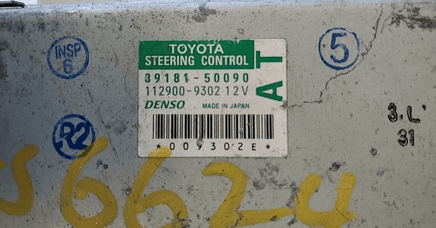 INSP
6
TOYOTA
STEERING CONTROL
39181-50090
112900-9302 12V
DENSO MADE IN JAPAN
*009302E*
AT
5
R2
3.L'
31